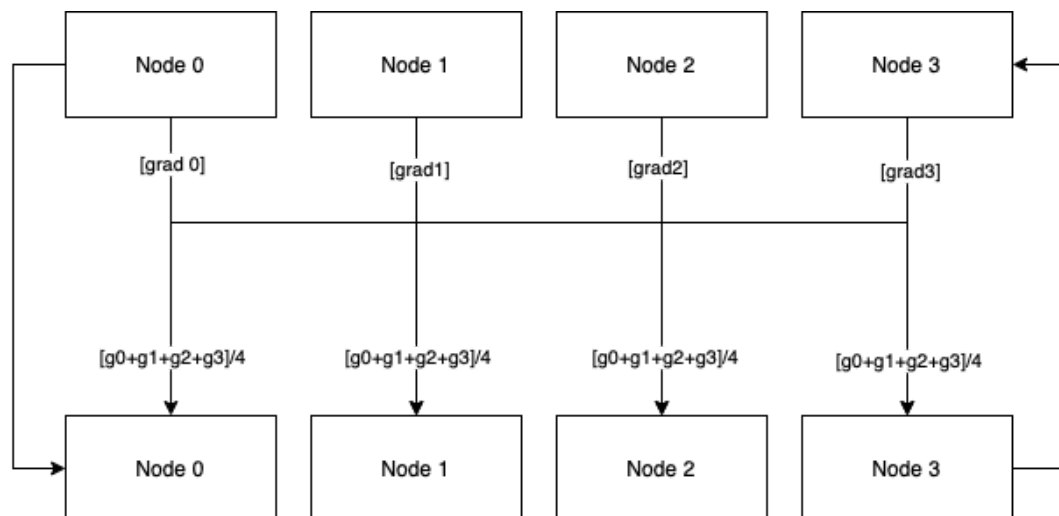 Node 0
Node 1
Node 2
Node 3
[grad 0]
[grad1]
[grad2]
[grad3]
[g0+g1+g2+g3]/4
[g0+g1+g2+g3]/4
[g0+g1+g2+g3]/4
[g0+g1+g2+g3]/4
Node 0
Node 1
Node 2
Node 3